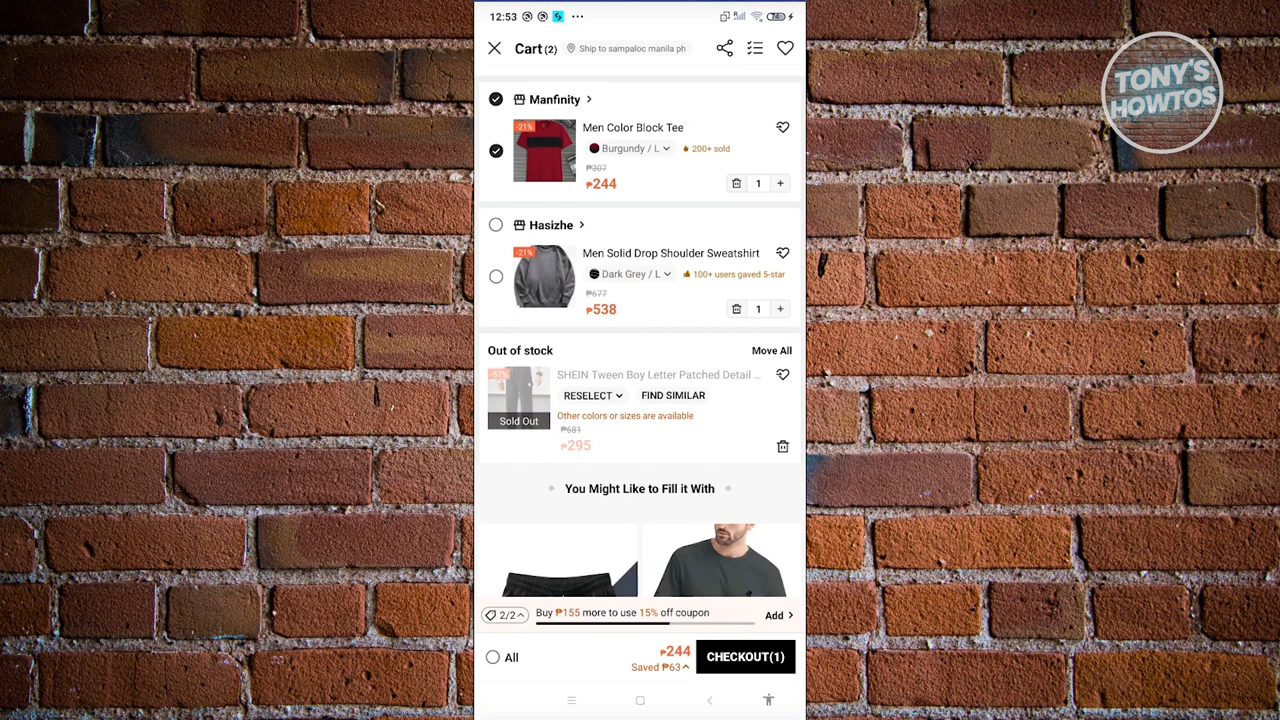 12:53
74
Cart (2) Ship to sampaloc manila ph
TONY'S
HOWTOS
Manfinity
-21%
Men Color Block Tee
Burgundy / L 200+ sold
₱307
₱244
1 +
Hasizhe
-21%
Men Solid Drop Shoulder Sweatshirt
Dark Grey / L 100+ users gaved 5-star
₱677
₱538
1 +
Out of stock Move All
-57%
SHEIN Tween Boy Letter Patched Detail ...
RESELECT FIND SIMILAR
Other colors or sizes are available
Sold Out
₱681
₱295
You Might Like to Fill it With
2/2 Buy ₱155 more to use 15% off coupon Add
All ₱244 CHECKOUT(1)
Saved ₱63